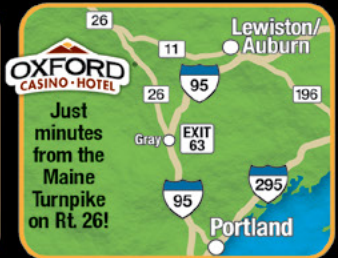 26
Lewiston/
Auburn
11
OXFORD
CASINO • HOTEL
95
26
196
Just
minutes
from the
Maine
Turnpike
on Rt. 26!
Gray
EXIT
63
295
95
Portland